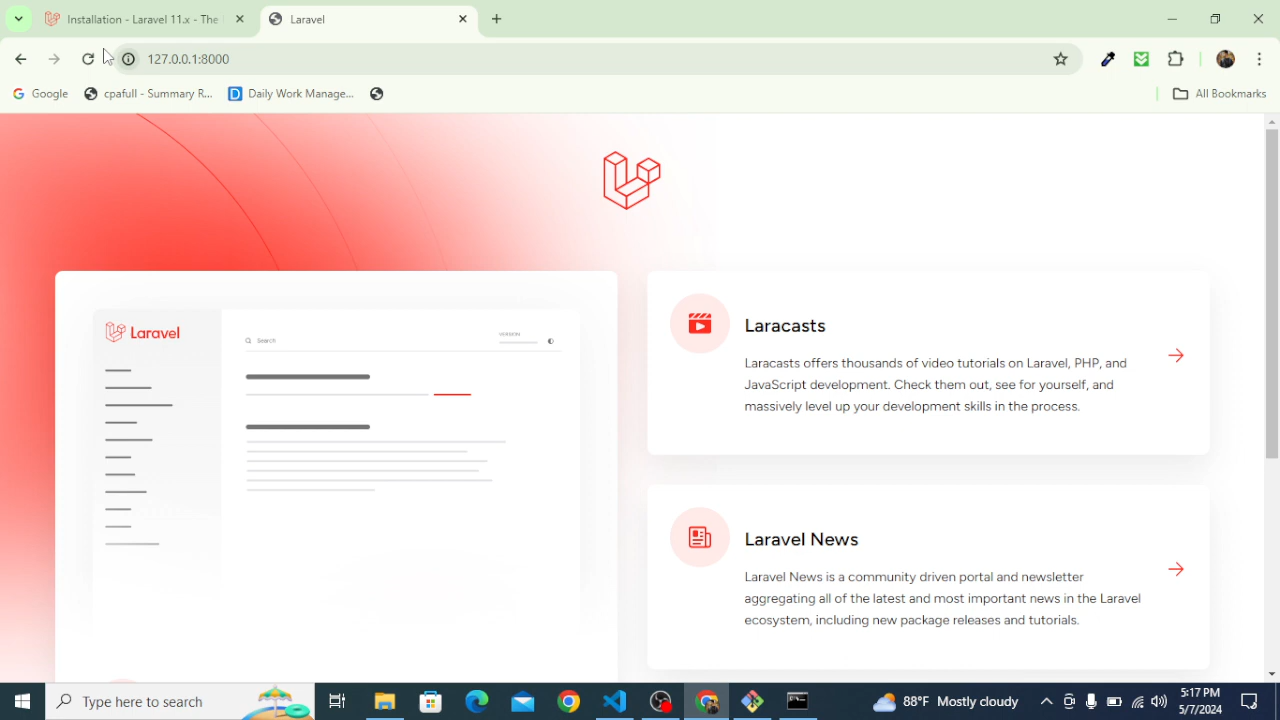 Installation - Laravel 11.x - The
Laravel
127.0.0.1:8000
Google
cpafull - Summary R...
Daily Work Manage...
All Bookmarks
Laravel
Search
VERSION
Laracasts
Laracasts offers thousands of video tutorials on Laravel, PHP, and
JavaScript development. Check them out, see for yourself, and
massively level up your development skills in the process.
Laravel News
Laravel News is a community driven portal and newsletter
aggregating all of the latest and most important news in the Laravel
ecosystem, including new package releases and tutorials.
Type here to search
88°F Mostly cloudy
5:17 PM
5/7/2024